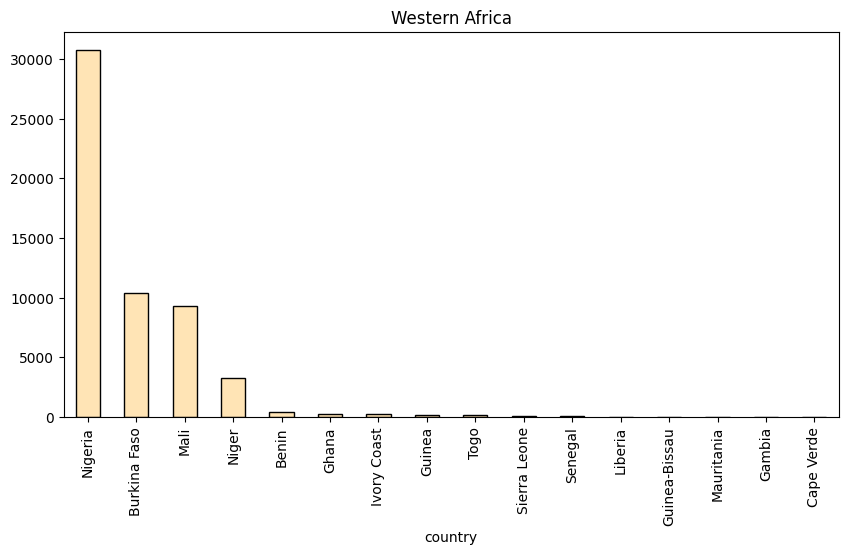 Western Africa
30000
25000
20000
15000
10000
5000
0
Nigeria
Burkina Faso
Mali
Niger
Benin
Ghana
Ivory Coast
Guinea
Togo
Sierra Leone
Senegal
Liberia
Guinea-Bissau
Mauritania
Gambia
Cape Verde
country